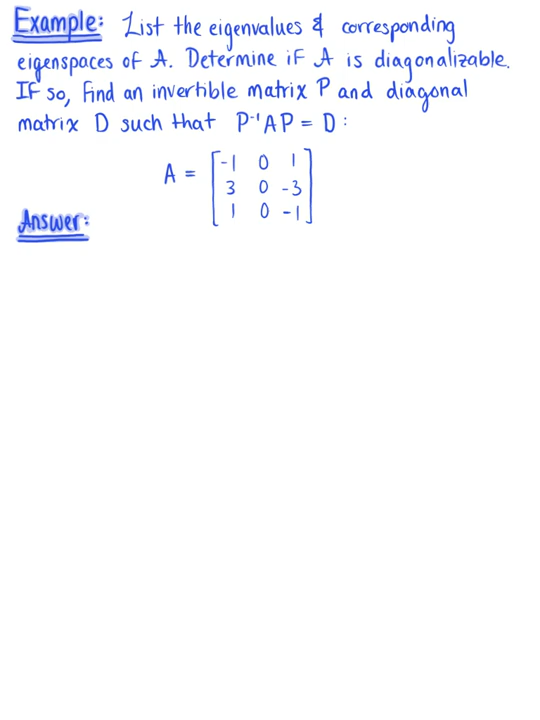 Example: List the eigenvalues & corresponding
eigenspaces of A. Determine if A is diagonalizable.
If so, find an invertible matrix P and diagonal
matrix D such that P⁻¹AP = D:
A = [-1 0 1
3 0 -3
1 0 -1]
Answer: